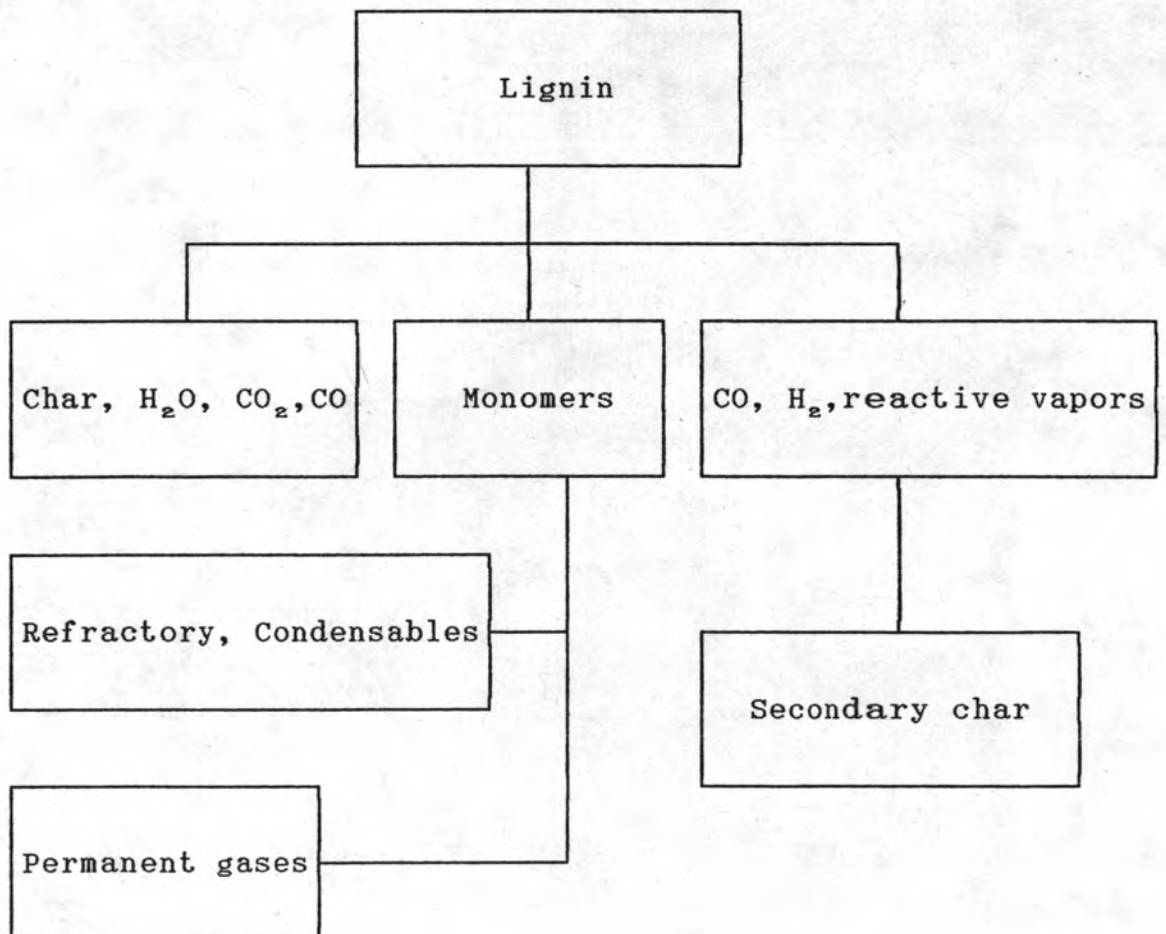 Lignin
Char, H₂O, CO₂,CO
Monomers
CO, H₂,reactive vapors
Refractory, Condensables
Secondary char
Permanent gases